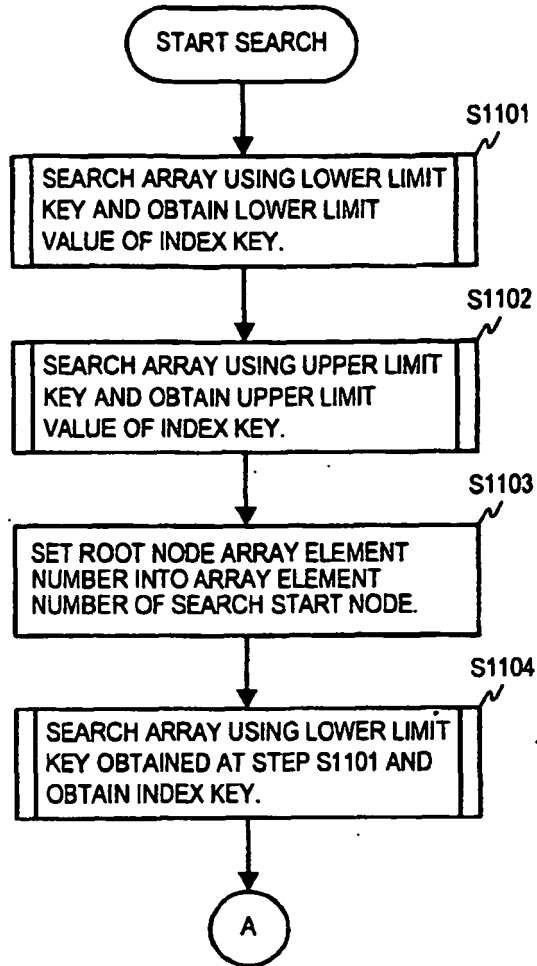 START SEARCH
S1101
SEARCH ARRAY USING LOWER LIMIT
KEY AND OBTAIN LOWER LIMIT
VALUE OF INDEX KEY.
S1102
SEARCH ARRAY USING UPPER LIMIT
KEY AND OBTAIN UPPER LIMIT
VALUE OF INDEX KEY.
S1103
SET ROOT NODE ARRAY ELEMENT
NUMBER INTO ARRAY ELEMENT
NUMBER OF SEARCH START NODE.
S1104
SEARCH ARRAY USING LOWER LIMIT
KEY OBTAINED AT STEP S1101 AND
OBTAIN INDEX KEY.
A